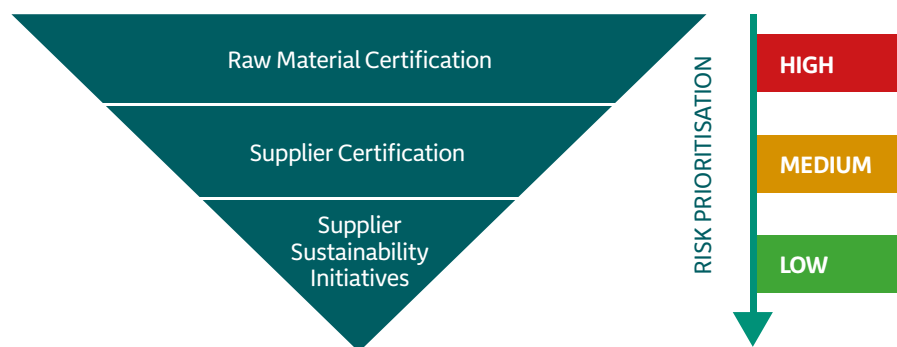 Raw Material Certification
Supplier Certification
Supplier
Sustainability
Initiatives
RISK PRIORITISATION
HIGH
MEDIUM
LOW